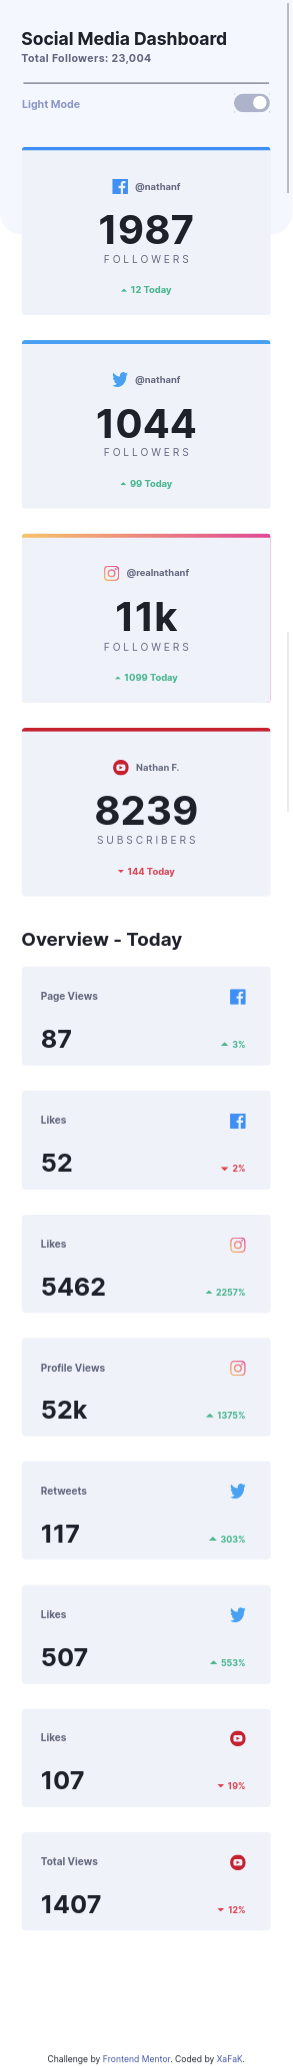 Social Media Dashboard
Total Followers: 23,004
Light Mode
@nathanf
1987
FOLLOWERS
12 Today
@nathanf
1044
FOLLOWERS
99 Today
@realnathanf
11k
FOLLOWERS
1099 Today
Nathan F.
8239
SUBSCRIBERS
144 Today
Overview - Today
Page Views
87
3%
Likes
52
2%
Likes
5462
2257%
Profile Views
52k
1375%
Retweets
117
303%
Likes
507
553%
Likes
107
19%
Total Views
1407
12%
Challenge by Frontend Mentor. Coded by XaFaK.